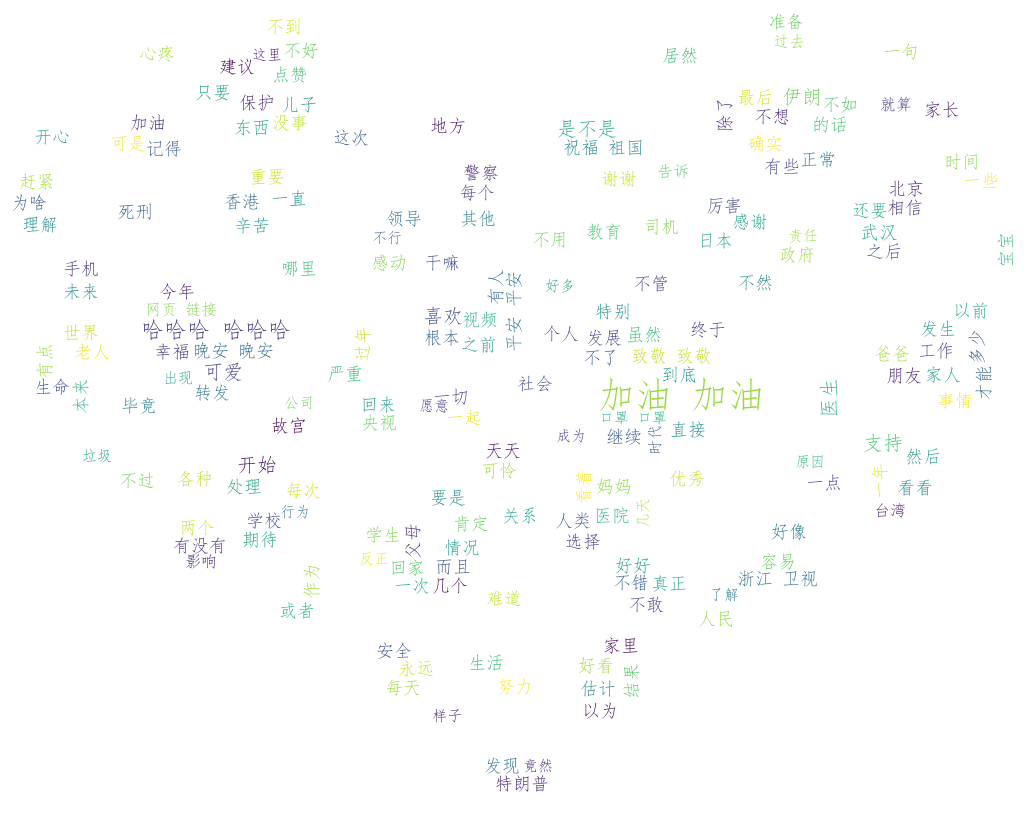 准备
不到
过去
不好
这里
心疼
居然
一句
建议
点赞
只要
最后
伊朗
保护
儿子
不如
就算
家长
除了
不想
加油
没事
东西
地方
是不是
的话
开心
可是
记得
这次
祝福 祖国
确实
有些
正常
时间
警察
告诉
赶紧
重要
谢谢
一些
每个
北京
为啥
死刑
香港
一直
厉害
还要
相信
理解
辛苦
领导
其他
感谢
责任
司机
教育
武汉
不用
不行
日本
政府
之后
宝宝
手机
哪里
感动
干嘛
未来
今年
有人
平安
好多
不管
不然
网页 链接
喜欢
视频
特别
以前
哈哈哈 哈哈哈
世界
根本
平安
个人
发展
虽然
终于
发生
老人
幸福
晚安 晚安
过年
之前
不了
致敬 致敬
爸爸
工作
多少
有点
可爱
出现
严重
到底
朋友
家人
才能
生命
本来
转发
社会
一切
加油 加油
医生
毕竟
公司
回来
愿意
事情
故宫
央视
一起
口罩 口罩
成为
继续
时代
直接
支持
垃圾
天天
然后
开始
可怜
原因
不过
各种
处理
每次
看着
妈妈
优秀
一点
一年
看看
要是
几天
行为
学校
关系
人类
医院
台湾
两个
期待
学生
父母
肯定
选择
好像
有没有
情况
影响
反正
回家
而且
好好
容易
作为
一次
几个
不错
真正
浙江 卫视
难道
了解
或者
不敢
人民
安全
家里
永远
生活
好看
每天
努力
估计
结果
样子
以为
发现
竟然
特朗普